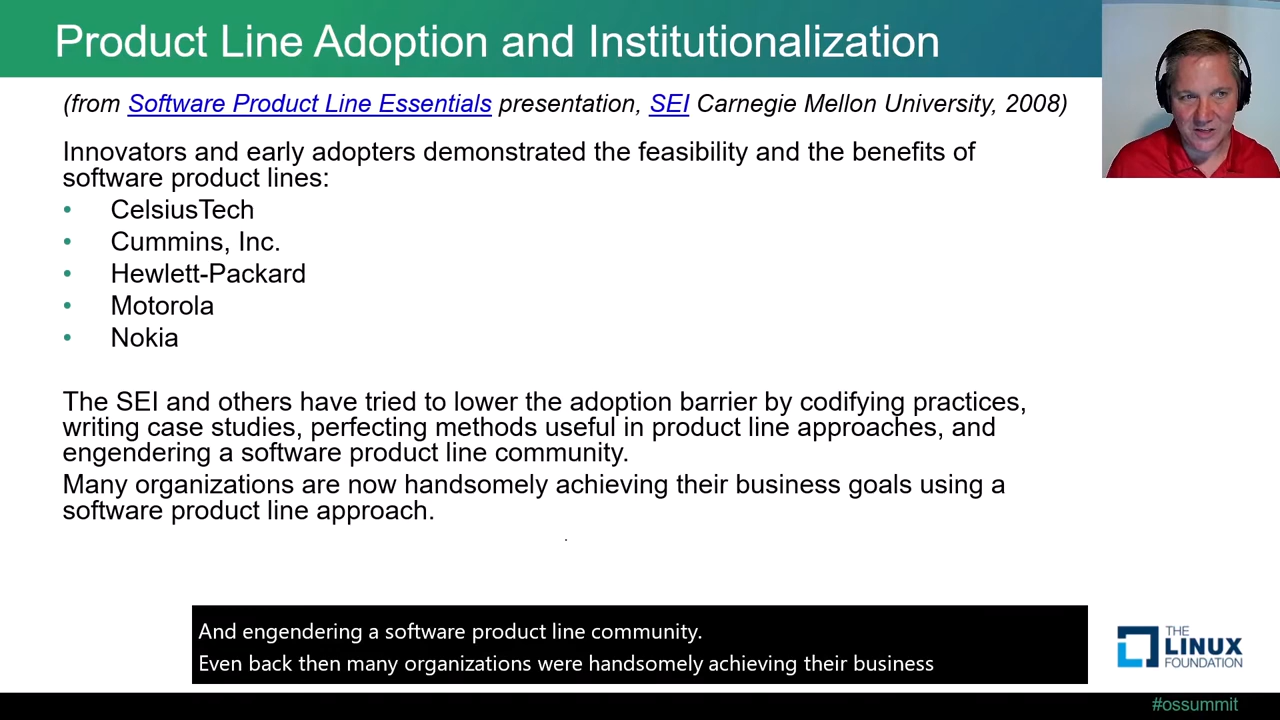 Product Line Adoption and Institutionalization
(from Software Product Line Essentials presentation, SEI Carnegie Mellon University, 2008)
Innovators and early adopters demonstrated the feasibility and the benefits of
software product lines:
• CelsiusTech
• Cummins, Inc.
• Hewlett-Packard
• Motorola
• Nokia
The SEI and others have tried to lower the adoption barrier by codifying practices,
writing case studies, perfecting methods useful in product line approaches, and
engendering a software product line community.
Many organizations are now handsomely achieving their business goals using a
software product line approach.
.
And engendering a software product line community.
Even back then many organizations were handsomely achieving their business
THE
LINUX
FOUNDATION
#ossummit